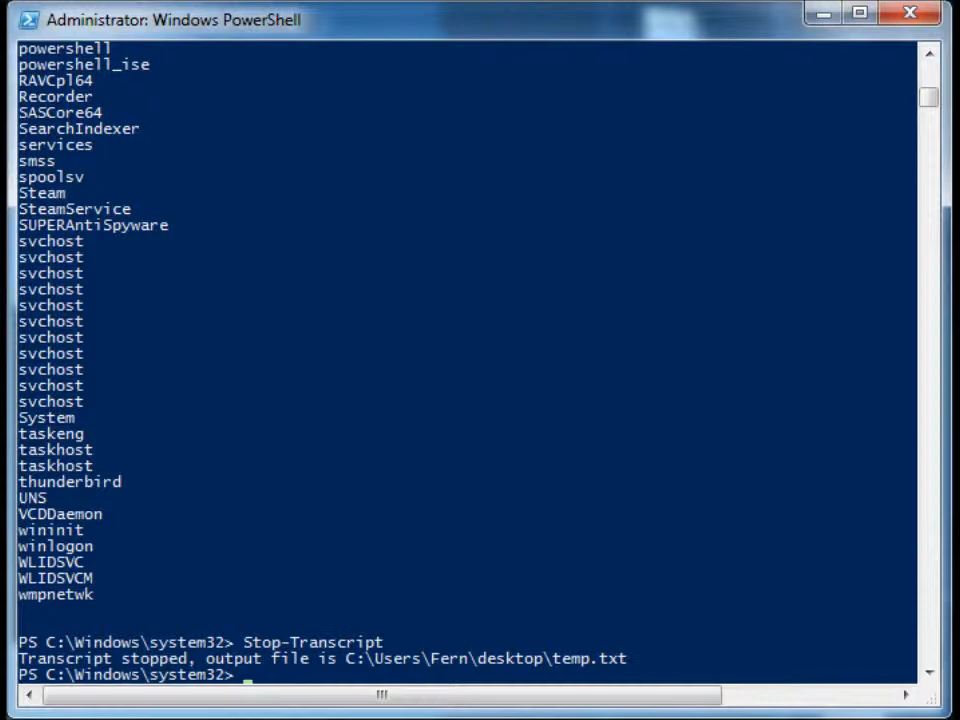 Administrator: Windows PowerShell
powershell
powershell_ise
RAVCpl64
Recorder
SASCore64
SearchIndexer
services
smss
spoolsv
Steam
SteamService
SUPERAntiSpyware
svchost
svchost
svchost
svchost
svchost
svchost
svchost
svchost
svchost
svchost
svchost
System
taskeng
taskhost
taskhost
thunderbird
UNS
VCDDaemon
wininit
winlogon
WLIDSVC
WLIDSVCM
wmpnetwk
PS C:\Windows\system32> Stop-Transcript
Transcript stopped, output file is C:\Users\Fern\desktop\temp.txt
PS C:\Windows\system32> _